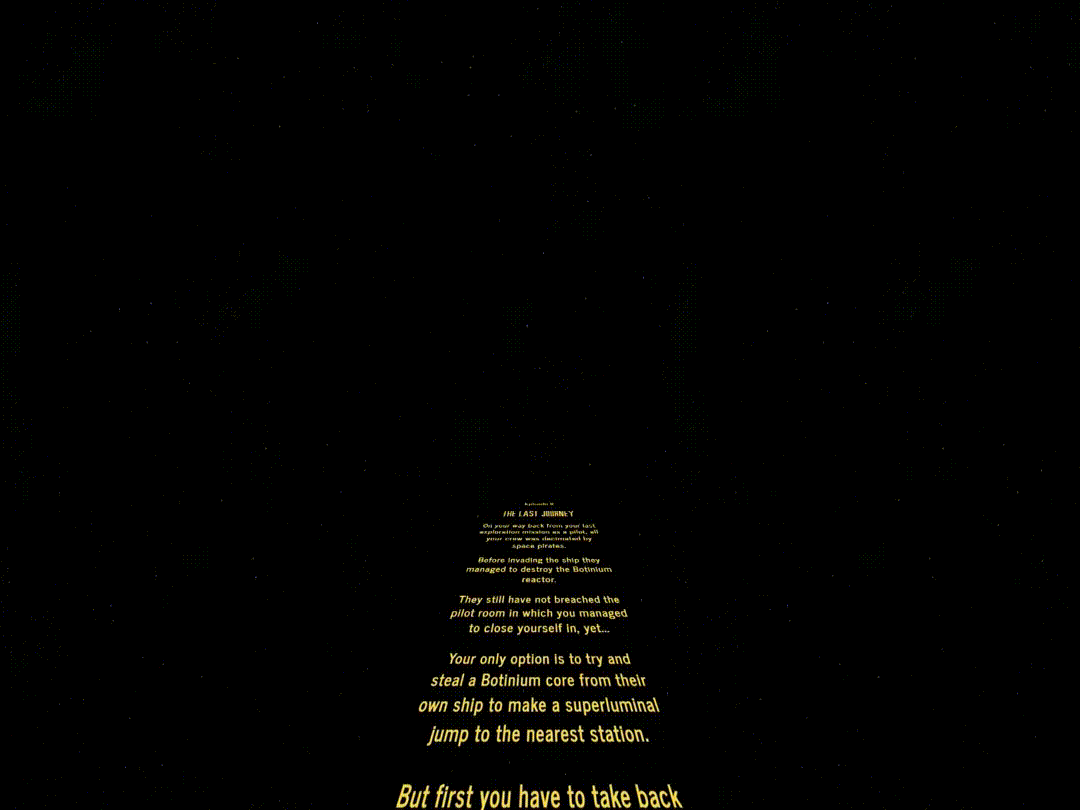 THE LAST JOURNEY
On your way back from your last
exploration mission as a pilot, all
your crew was decimated by
space pirates.
Before invading the ship they
managed to destroy the Botinium
reactor.
They still have not breached the
pilot room in which you managed
to close yourself in, yet...
Your only option is to try and
steal a Botinium core from their
own ship to make a superluminal
jump to the nearest station.
But first you have to take back